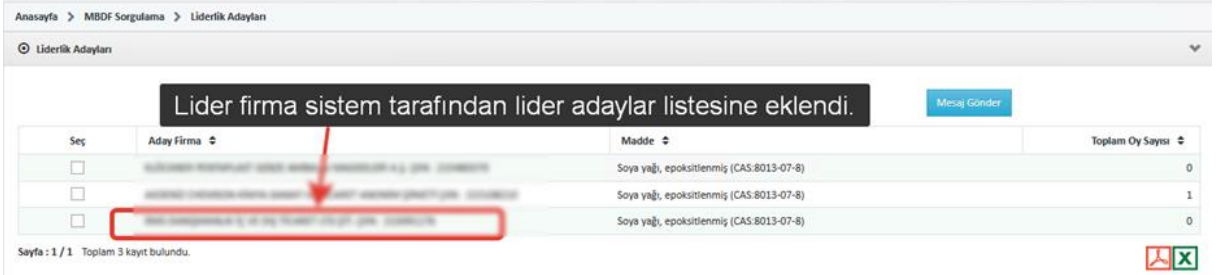 Anasayfa > MBDF Sorgulama > Liderlik Adayları
Liderlik Adayları
Lider firma sistem tarafından lider adaylar listesine eklendi.
Mesaj Gönder
Seç Aday Firma Madde Toplam Oy Sayısı
Soya yağı, epoksitlenmiş (CAS:8013-07-8) 0
Soya yağı, epoksitlenmiş (CAS:8013-07-8) 1
Soya yağı, epoksitlenmiş (CAS:8013-07-8) 0
Sayfa : 1 / 1 Toplam 3 kayıt bulundu.